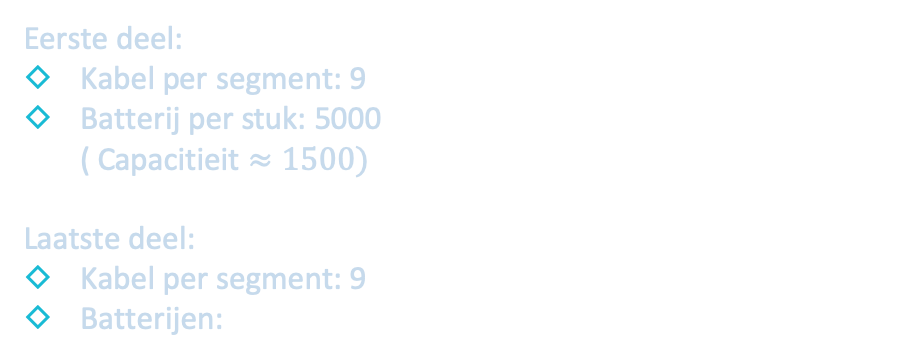 Eerste deel:
Kabel per segment: 9
Batterij per stuk: 5000
( Capacitieit ≈ 1500)
Laatste deel:
Kabel per segment: 9
Batterijen: